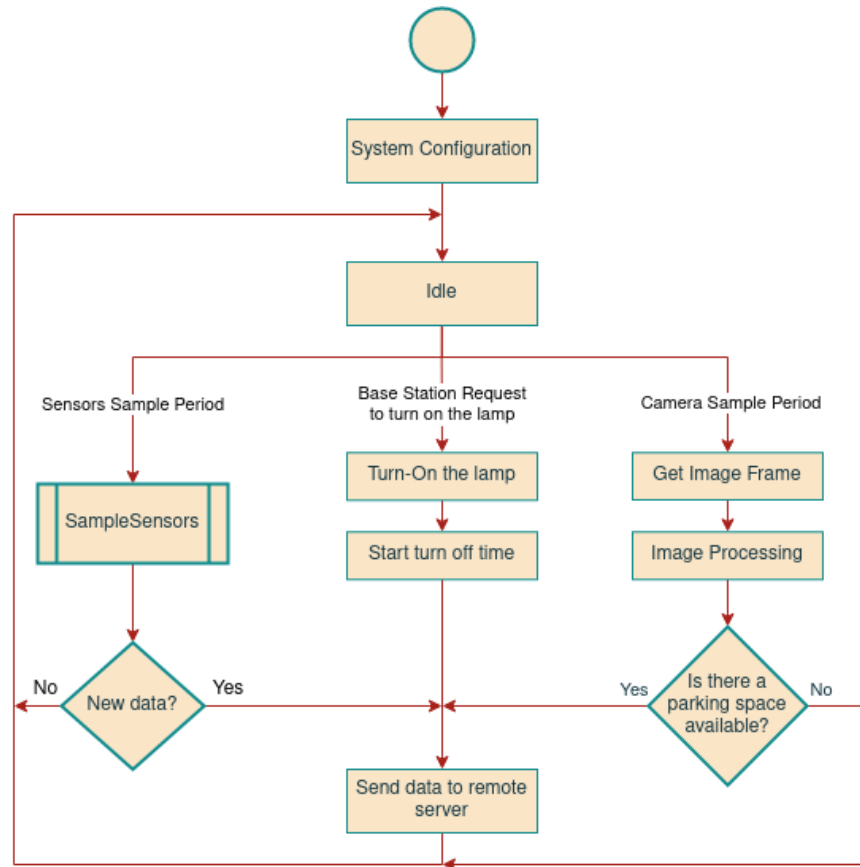 System Configuration
Idle
Sensors Sample Period
Base Station Request
to turn on the lamp
Camera Sample Period
SampleSensors
Turn-On the lamp
Get Image Frame
Start turn off time
Image Processing
No
New data?
Yes
Yes
Is there a
parking space
available?
No
Send data to remote
server